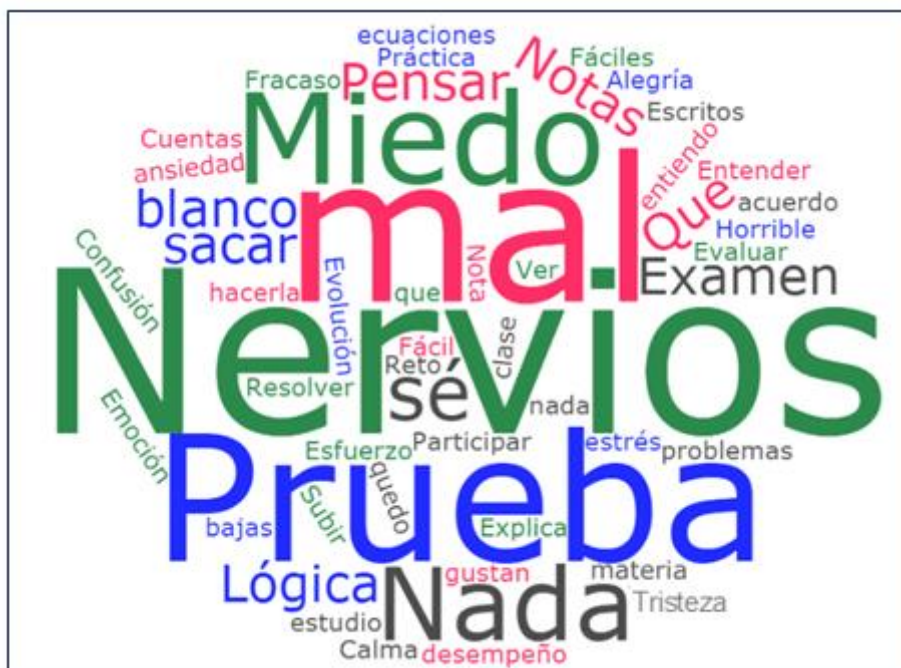 ecuaciones
Práctica
Fáciles
Fracaso
Pensar
Notas
Alegría
Miedo
Escritos
Cuentas
ansiedad
entiendo
Entender
blanco
mal
Que
acuerdo
sacar
Horrible
Evaluar
Confusión
hacerla
Evolución
que
Nota
Ver
Examen
Nervios
Fácil
Reto
clase
Resolver
sé
nada
Emoción
Prueba
Esfuerzo
Participar
estrés
problemas
quedo
Subir
bajas
Explica
Lógica
Nada
gustan
materia
Tristeza
estudio
Calma
desempeño